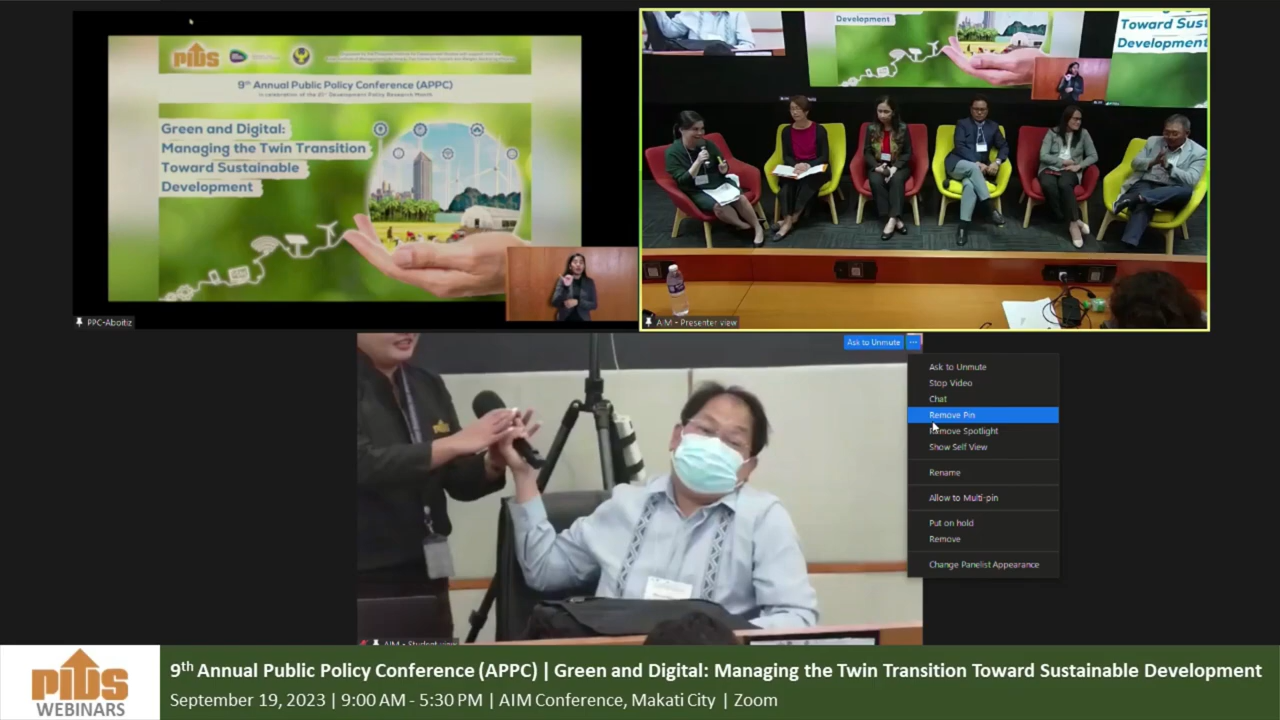 PIDS
9th Annual Public Policy Conference (APPC)
in celebration of the 21st Development Policy Research Month
Green and Digital:
Managing the Twin Transition
Toward Sustainable
Development
PPC-Aboitiz
Development
Toward Sust
Development
AIM - Presenter view
Ask to Unmute
...
Ask to Unmute
Stop Video
Chat
Remove Pin
Remove Spotlight
Show Self View
Rename
Allow to Multi-pin
Put on hold
Remove
Change Panelist Appearance
AIM - Student view
PIDS
WEBINARS
9th Annual Public Policy Conference (APPC) | Green and Digital: Managing the Twin Transition Toward Sustainable Development
September 19, 2023 | 9:00 AM - 5:30 PM | AIM Conference, Makati City | Zoom